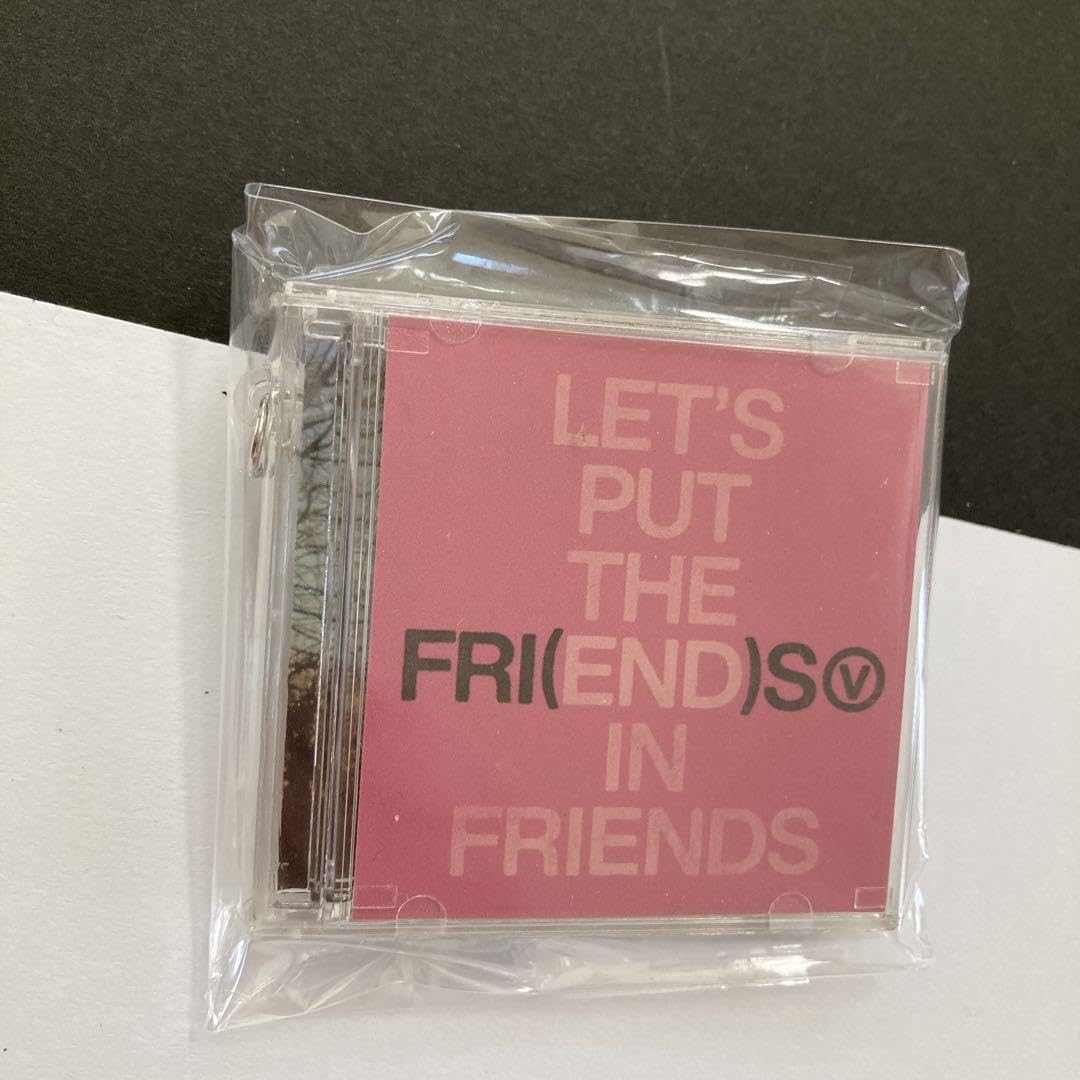 LET'S
PUT
THE
FRI(END)S Ⓥ
IN
FRIENDS